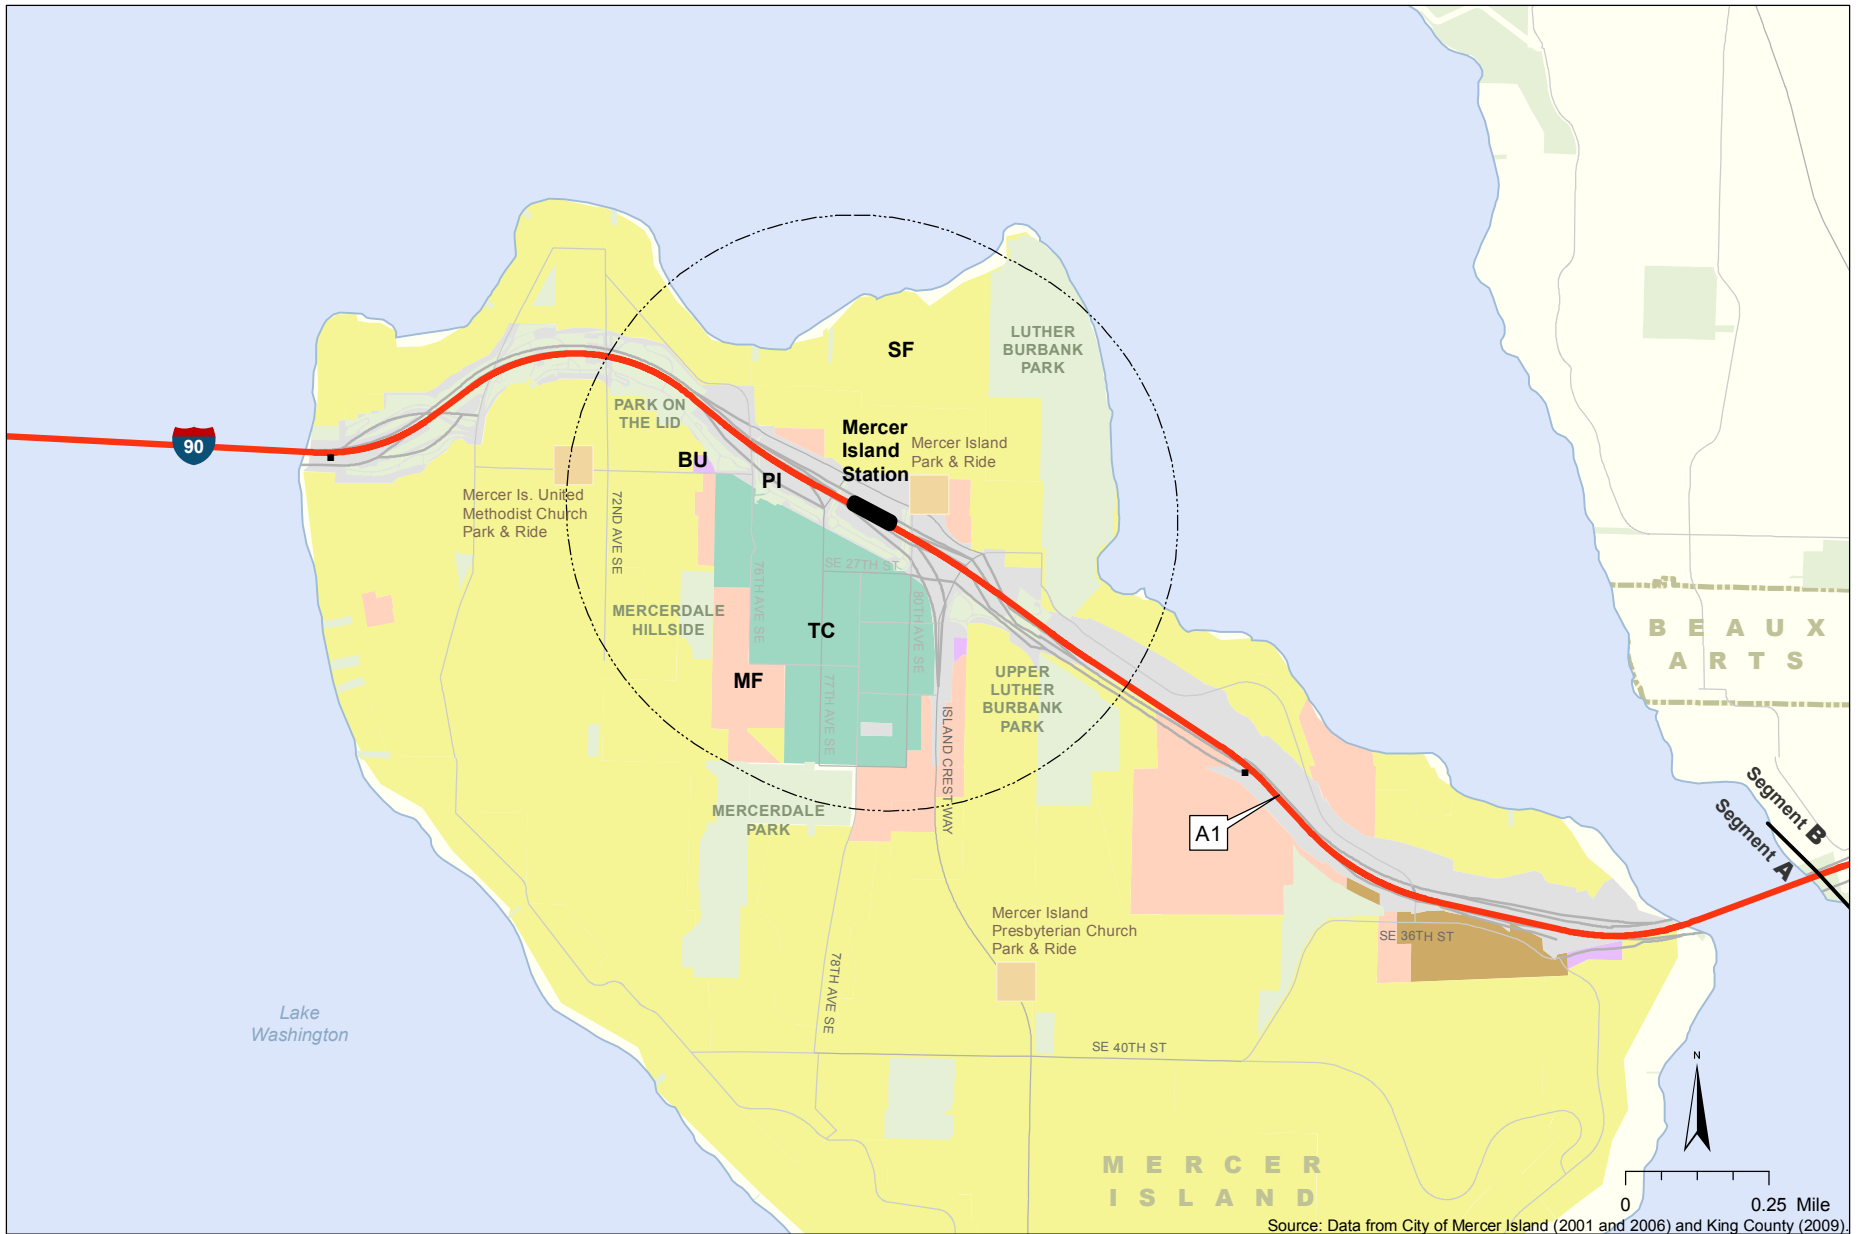 LUTHER
BURBANK
PARK
SF
PARK ON
THE LID
Mercer
Island
Station
Mercer Island
Park & Ride
90
BU
PI
Mercer Is. United
Methodist Church
Park & Ride
72ND AVE SE
SE 27TH ST
76TH AVE SE
80TH AVE SE
MERCERDALE
HILLSIDE
TC
BEAUX
ARTS
MF
77TH AVE SE
UPPER
LUTHER
BURBANK
PARK
ISLAND CREST WAY
MERCERDALE
PARK
A1
Segment B
Segment A
Mercer Island
Presbyterian Church
Park & Ride
SE 36TH ST
78TH AVE SE
Lake
Washington
SE 40TH ST
N
MERCER
ISLAND
0 0.25 Mile
Source: Data from City of Mercer Island (2001 and 2006) and King County (2009).